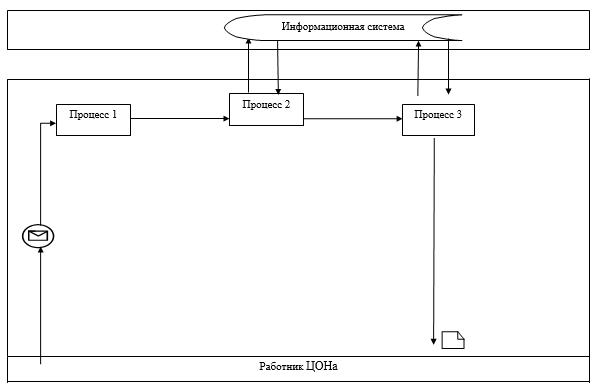 Информационная система
Процесс 1
Процесс 2
Процесс 3
Работник ЦОНа